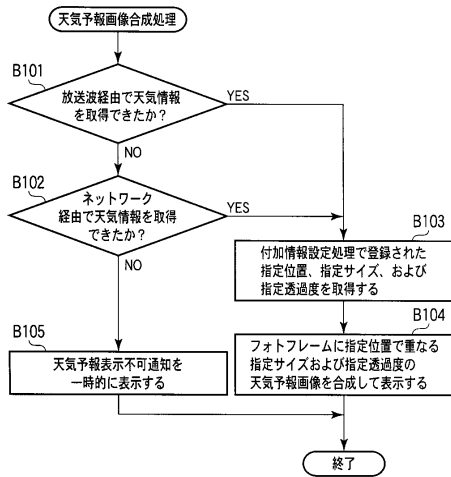 天気予報画像合成処理
B101
放送波経由で天気情報
を取得できたか？
YES
NO
B102
ネットワーク
経由で天気情報を取得
できたか？
YES
NO
B103
付加情報設定処理で登録された
指定位置、指定サイズ、および
指定透過度を取得する
B104
フォトフレームに指定位置で重なる
指定サイズおよび指定透過度の
天気予報画像を合成して表示する
B105
天気予報表示不可通知を
一時的に表示する
終了